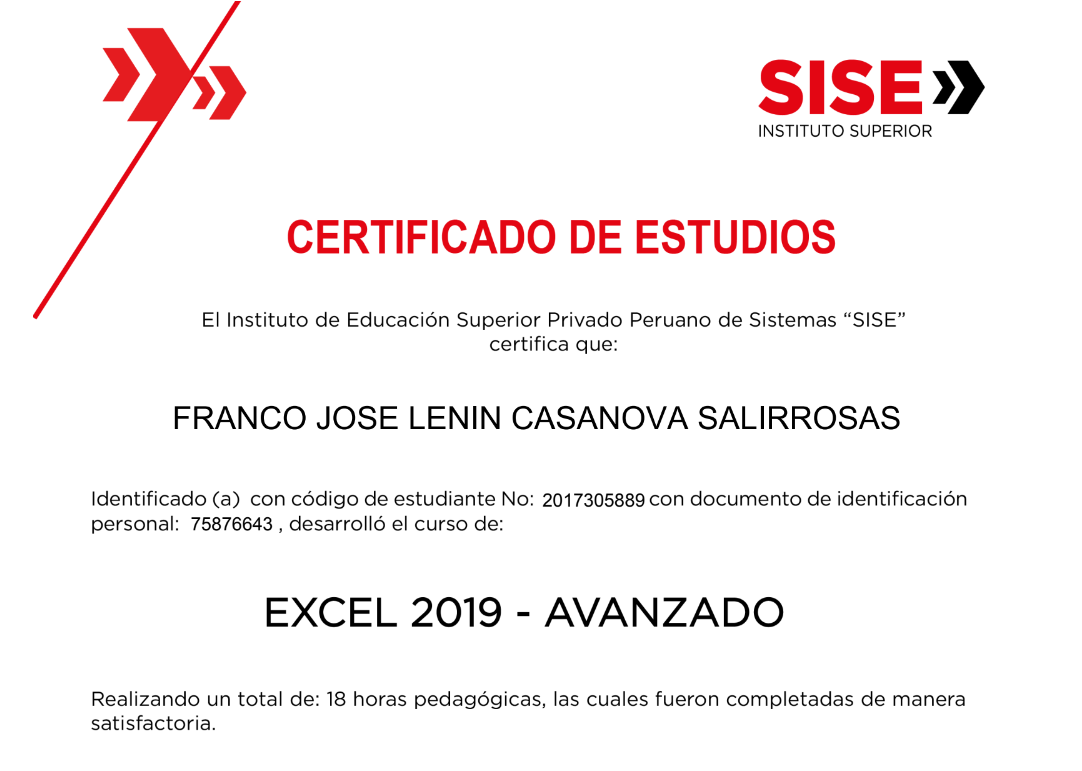 SISE
INSTITUTO SUPERIOR
CERTIFICADO DE ESTUDIOS
El Instituto de Educación Superior Privado Peruano de Sistemas “SISE”
certifica que:
FRANCO JOSE LENIN CASANOVA SALIRROSAS
Identificado (a) con código de estudiante No: 2017305889 con documento de identificación
personal: 75876643 , desarrolló el curso de:
EXCEL 2019 - AVANZADO
Realizando un total de: 18 horas pedagógicas, las cuales fueron completadas de manera
satisfactoria.